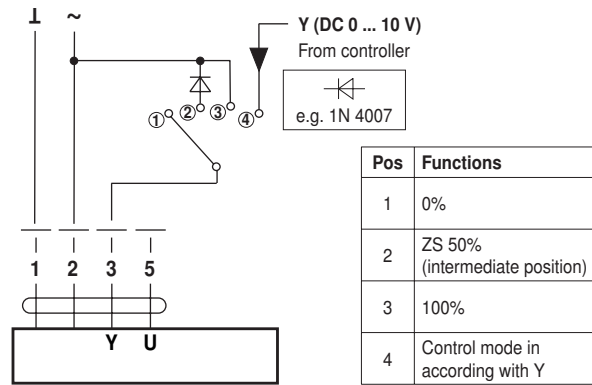 ⊥ ~
Y (DC 0 ... 10 V)
From controller
e.g. 1N 4007
① ② ③ ④
Pos Functions
1 0%
2 ZS 50%
(intermediate position)
3 100%
4 Control mode in
according with Y
1 2 3 5
Y U